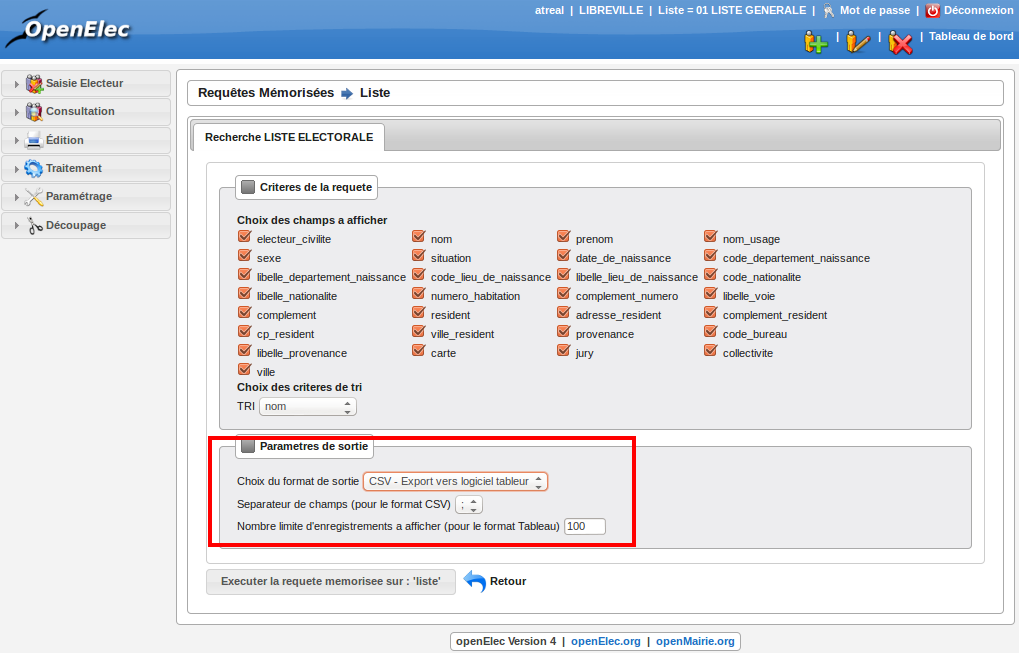 atreal | LIBREVILLE | Liste = 01 LISTE GENERALE | Mot de passe | Déconnexion
OpenElec
| | | Tableau de bord
Saisie Electeur
Consultation
Édition
Traitement
Paramétrage
Découpage
Requêtes Mémorisées Liste
Recherche LISTE ELECTORALE
Criteres de la requete
Choix des champs a afficher
electeur_civilite nom prenom nom_usage
sexe situation date_de_naissance code_departement_naissance
libelle_departement_naissance code_lieu_de_naissance libelle_lieu_de_naissance code_nationalite
libelle_nationalite numero_habitation complement_numero libelle_voie
complement resident adresse_resident complement_resident
cp_resident ville_resident provenance code_bureau
libelle_provenance carte jury collectivite
ville
Choix des criteres de tri
TRI nom
Parametres de sortie
Choix du format de sortie CSV - Export vers logiciel tableur
Separateur de champs (pour le format CSV) ;
Nombre limite d'enregistrements a afficher (pour le format Tableau) 100
Executer la requete memorisee sur : 'liste' Retour
openElec Version 4 | openElec.org | openMairie.org